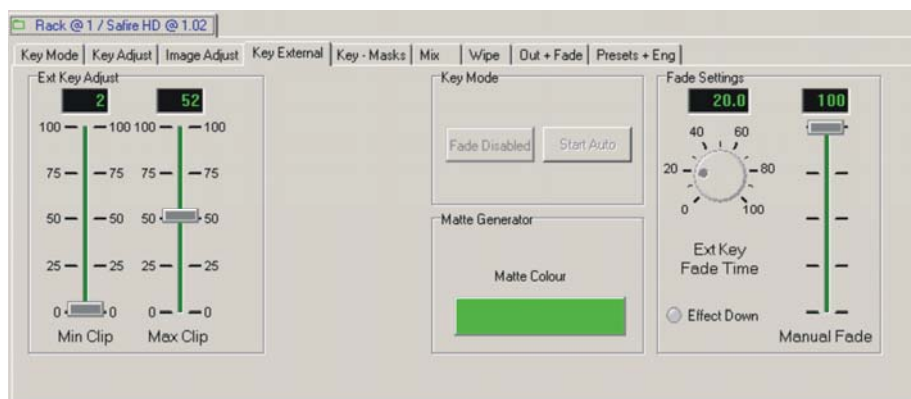 Rack @ 1 / Safire HD @ 1.02
Key Mode Key Adjust Image Adjust Key External Key - Masks Mix Wipe Out + Fade Presets + Eng
Ext Key Adjust
2 52
100 100 100 100
75 75 75 75
50 50 50 50
25 25 25 25
0 0 0 0
Min Clip Max Clip
Key Mode
Fade Disabled Start Auto
Matte Generator
Matte Colour
Fade Settings
20.0 100
40 60
20 80
0 100
Ext Key
Fade Time
Effect Down
Manual Fade